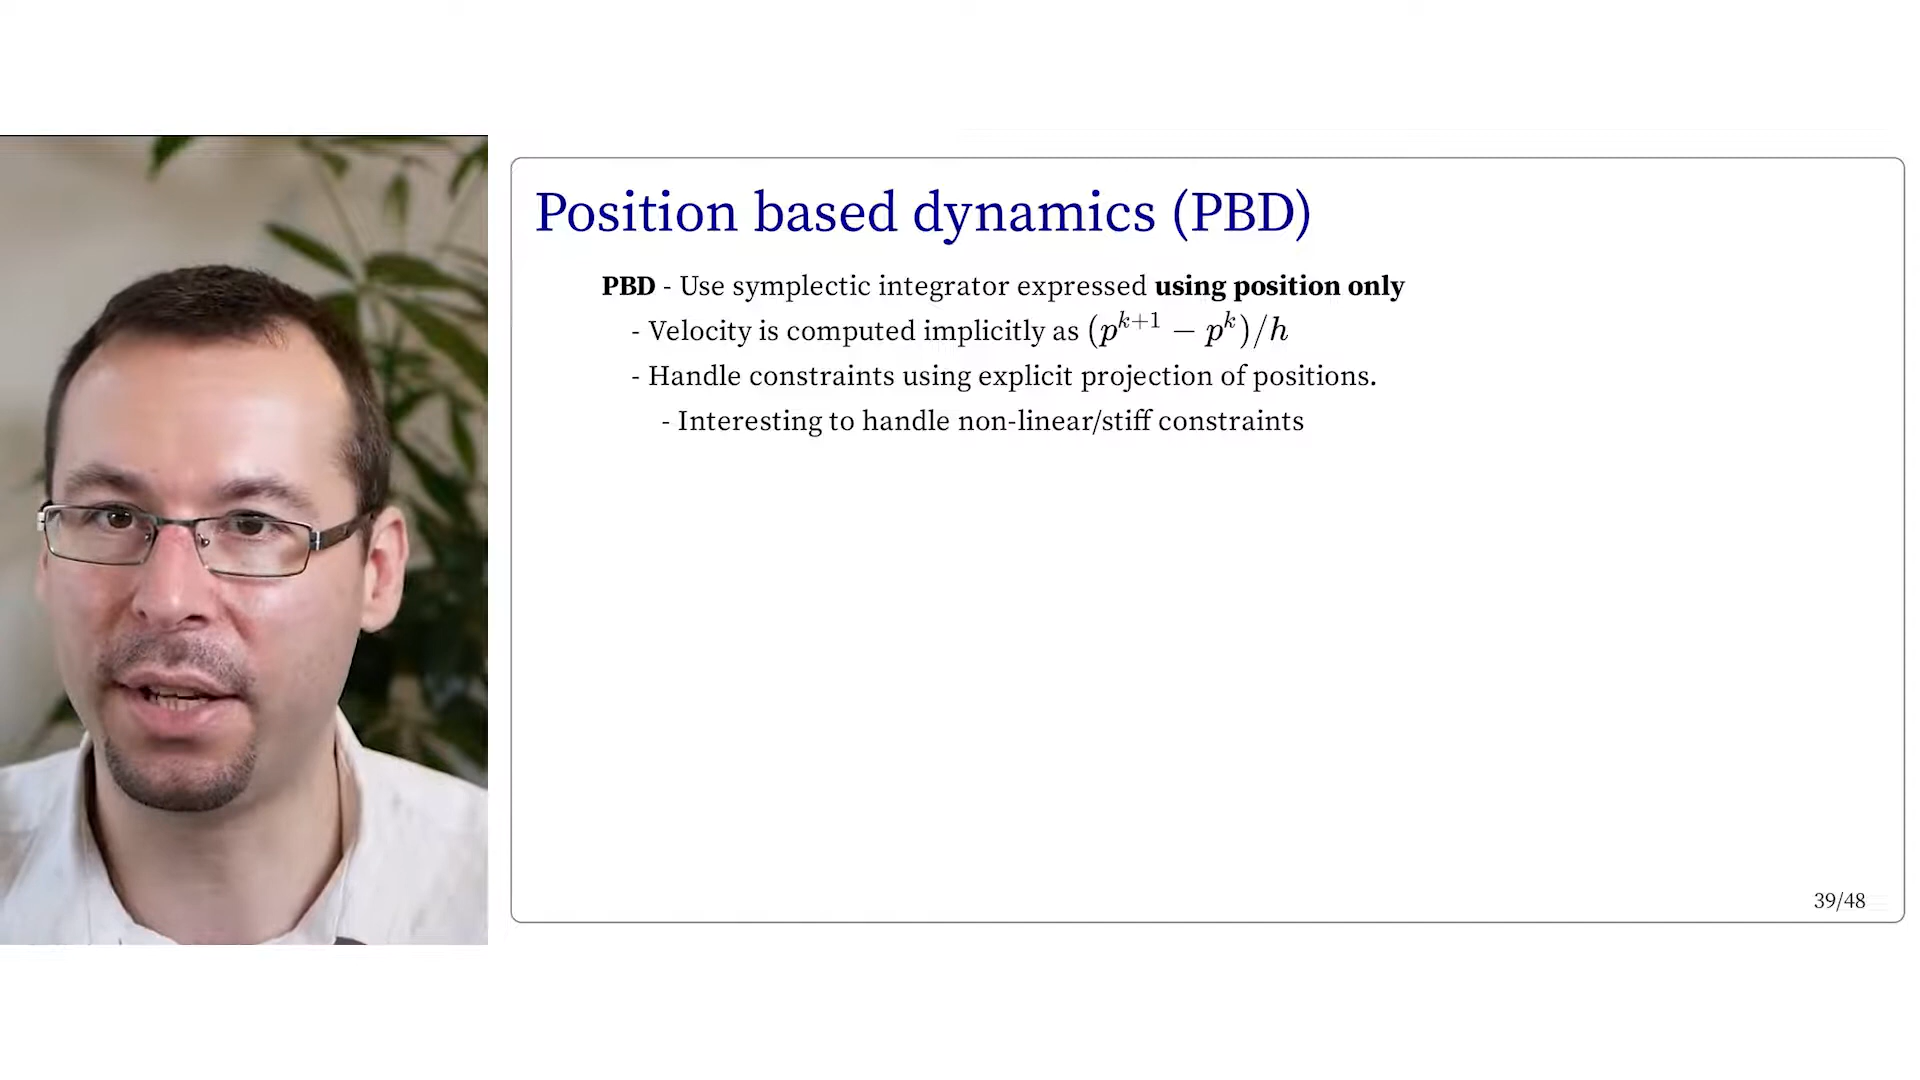 Position based dynamics (PBD)
PBD - Use symplectic integrator expressed using position only
- Velocity is computed implicitly as (p^{k+1} − p^k)/h
- Handle constraints using explicit projection of positions.
- Interesting to handle non-linear/stiff constraints
39/48